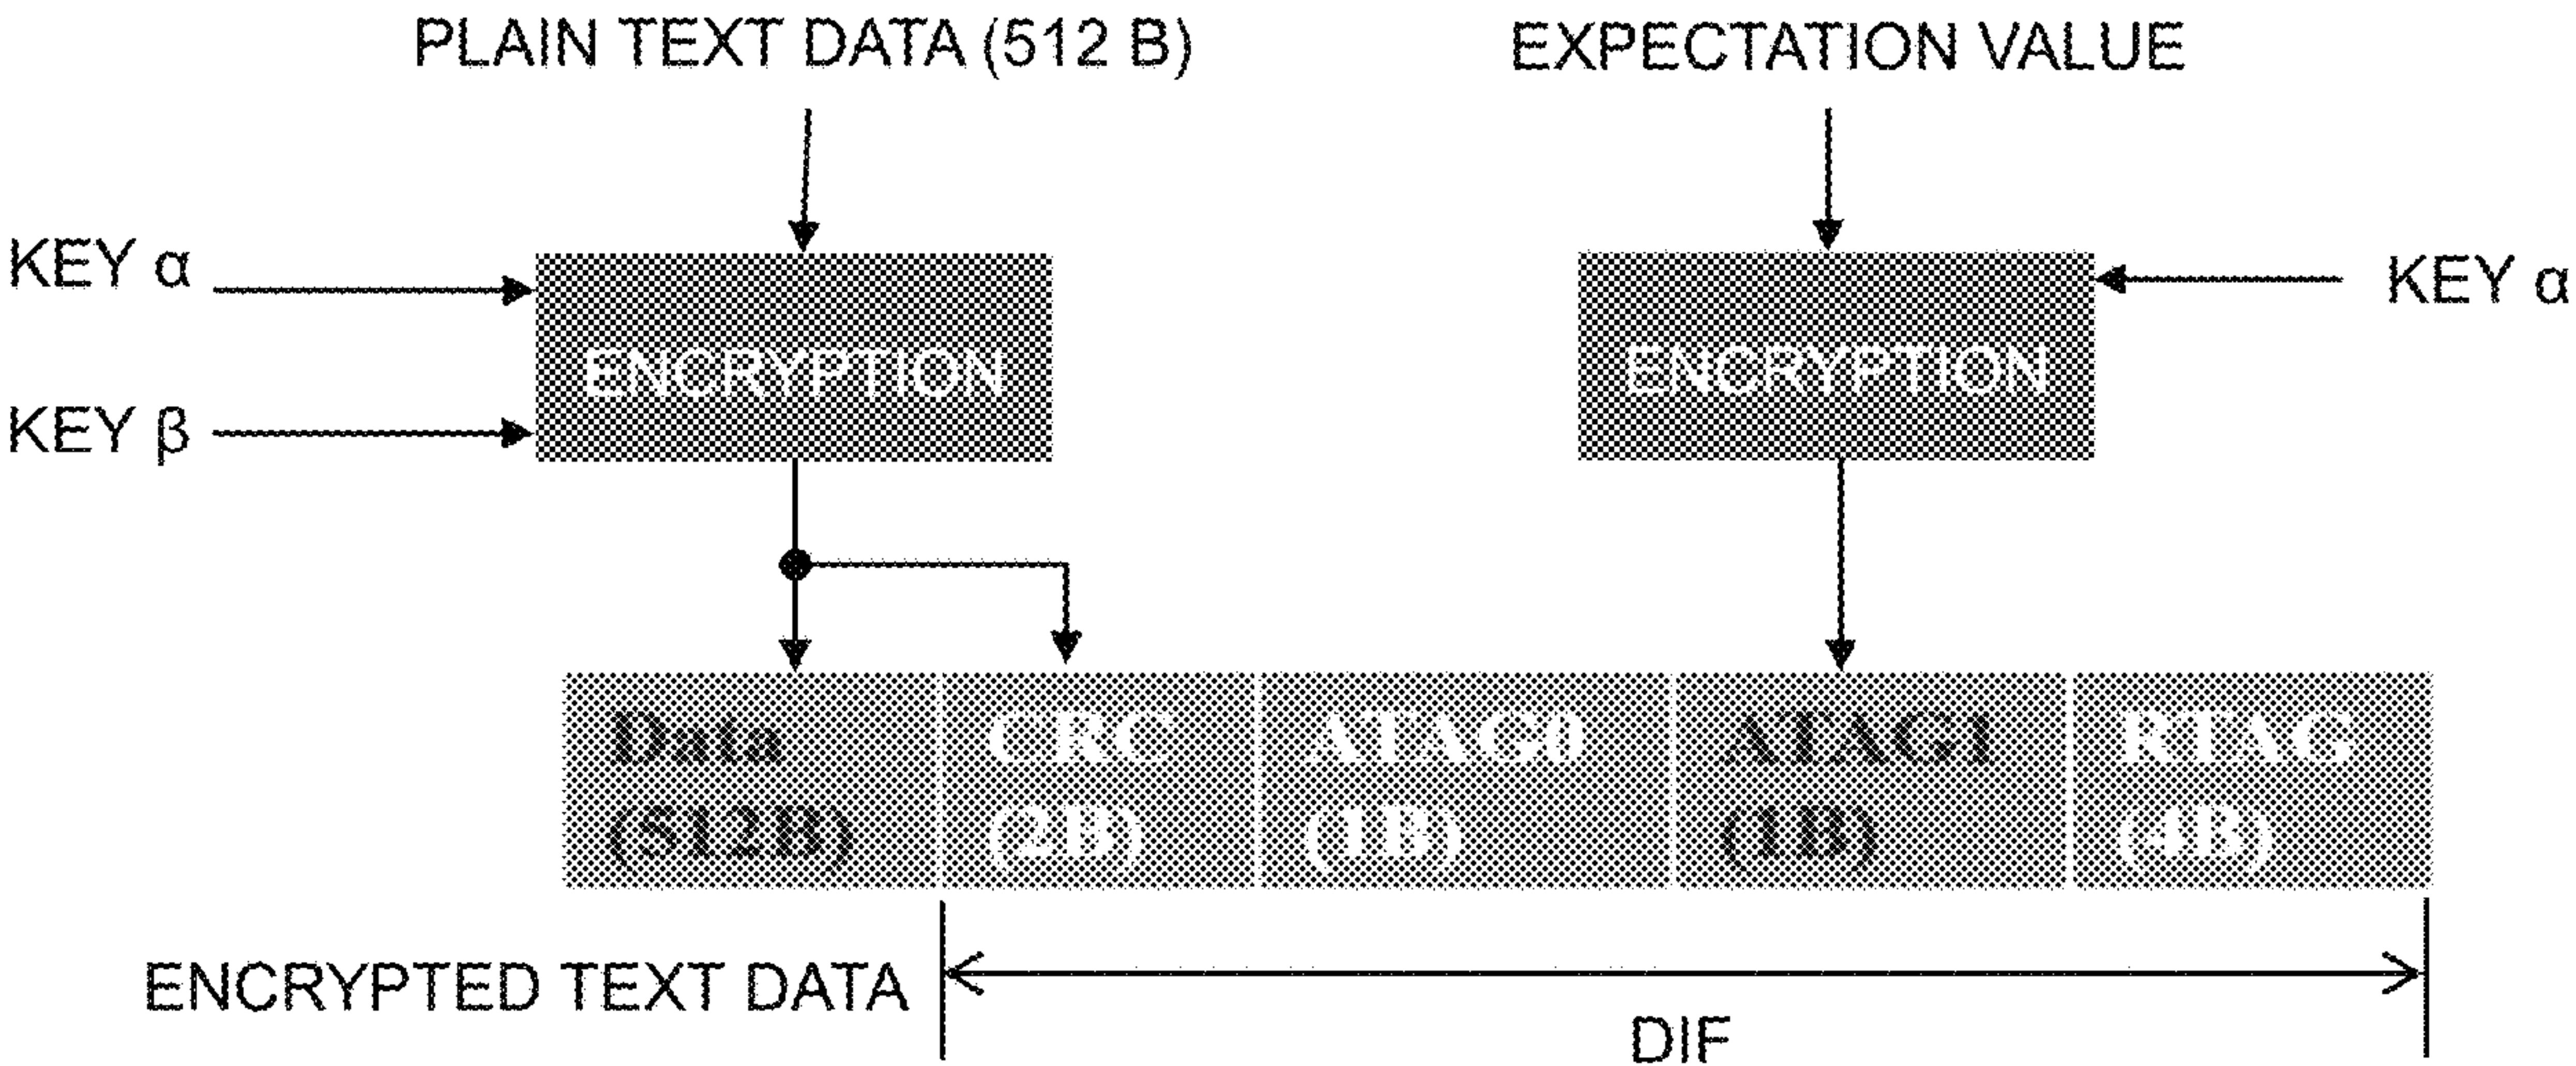 PLAIN TEXT DATA (512 B)
EXPECTATION VALUE
KEY α
KEY α
ENCRYPTION
ENCRYPTION
KEY β
Data
(512B)
CRC
(2B)
ATAG0
(1B)
ATAG1
(1B)
RTAG
(4B)
ENCRYPTED TEXT DATA
DIF